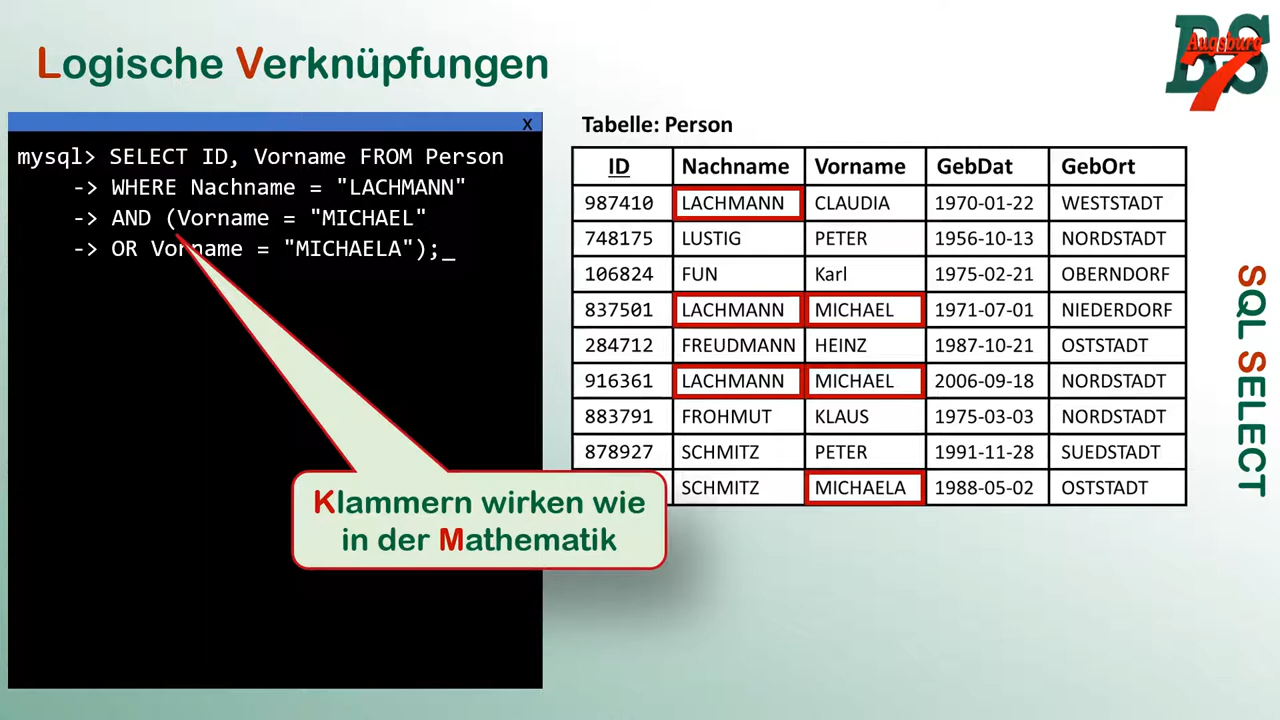 Logische Verknüpfungen
Augsburg
BS
7
X
mysql> SELECT ID, Vorname FROM Person
-> WHERE Nachname = "LACHMANN"
-> AND (Vorname = "MICHAEL"
-> OR Vorname = "MICHAELA");_
Klammern wirken wie
in der Mathematik
Tabelle: Person
ID Nachname Vorname GebDat GebOrt
987410 LACHMANN CLAUDIA 1970-01-22 WESTSTADT
748175 LUSTIG PETER 1956-10-13 NORDSTADT
106824 FUN Karl 1975-02-21 OBERNDORF
837501 LACHMANN MICHAEL 1971-07-01 NIEDERDORF
284712 FREUDMANN HEINZ 1987-10-21 OSTSTADT
916361 LACHMANN MICHAEL 2006-09-18 NORDSTADT
883791 FROHMUT KLAUS 1975-03-03 NORDSTADT
878927 SCHMITZ PETER 1991-11-28 SUEDSTADT
SCHMITZ MICHAELA 1988-05-02 OSTSTADT
SQL SELECT